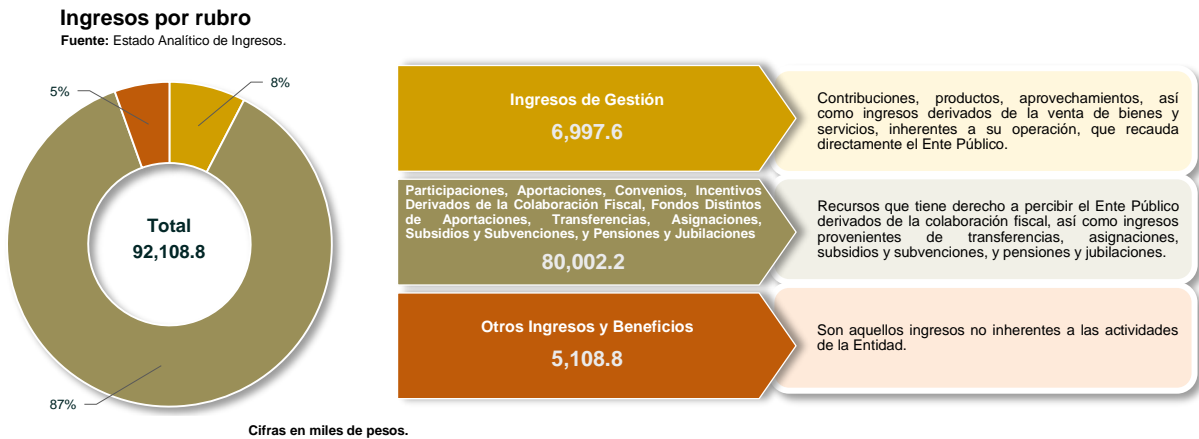 Ingresos por rubro
Fuente: Estado Analítico de Ingresos.
5%
8%
Total
92,108.8
87%
Ingresos de Gestión
6,997.6
Contribuciones, productos, aprovechamientos, así
como ingresos derivados de la venta de bienes y
servicios, inherentes a su operación, que recauda
directamente el Ente Público.
Participaciones, Aportaciones, Convenios, Incentivos
Derivados de la Colaboración Fiscal, Fondos Distintos
de Aportaciones, Transferencias, Asignaciones,
Subsidios y Subvenciones, y Pensiones y Jubilaciones
80,002.2
Recursos que tiene derecho a percibir el Ente Público
derivados de la colaboración fiscal, así como ingresos
provenientes de transferencias, asignaciones,
subsidios y subvenciones, y pensiones y jubilaciones.
Otros Ingresos y Beneficios
5,108.8
Son aquellos ingresos no inherentes a las actividades
de la Entidad.
Cifras en miles de pesos.